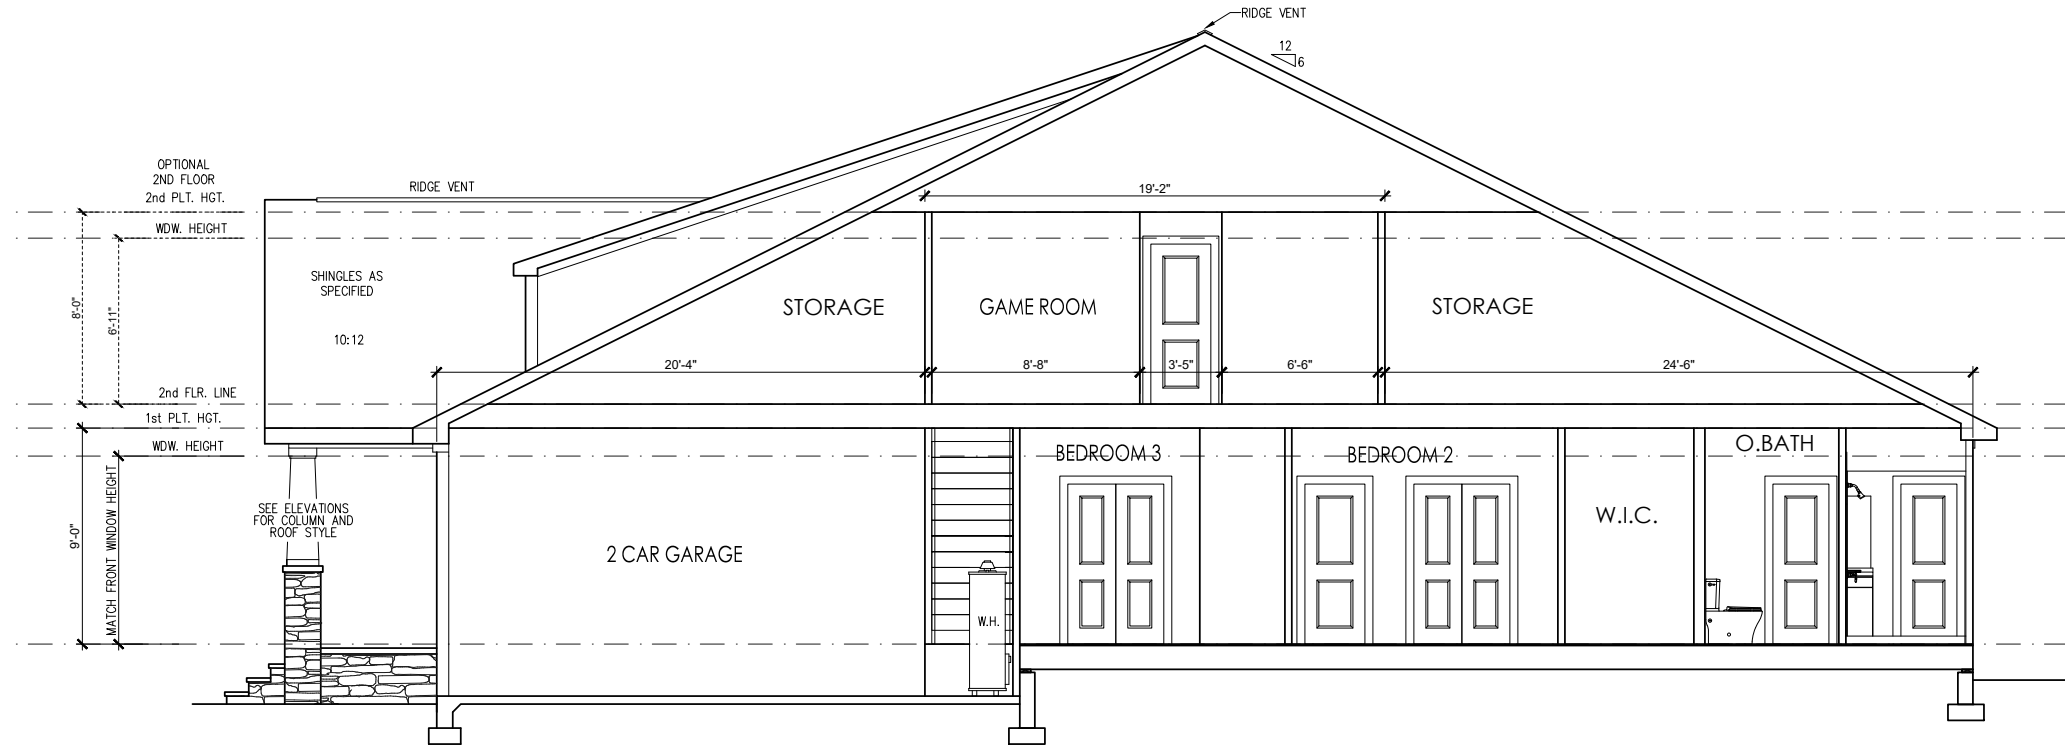 RIDGE VENT
12
6
OPTIONAL
2ND FLOOR
2nd PLT. HGT.
RIDGE VENT
19'-2"
WDW. HEIGHT
SHINGLES AS
SPECIFIED
10:12
8'-0"
6'-11"
STORAGE
GAME ROOM
STORAGE
20'-4"
8'-8"
3'-5"
6'-6"
24'-6"
2nd FLR. LINE
1st PLT. HGT.
WDW. HEIGHT
9'-0"
MATCH FRONT WINDOW HEIGHT
SEE ELEVATIONS
FOR COLUMN AND
ROOF STYLE
2 CAR GARAGE
W.H.
BEDROOM 3
BEDROOM 2
W.I.C.
O.BATH